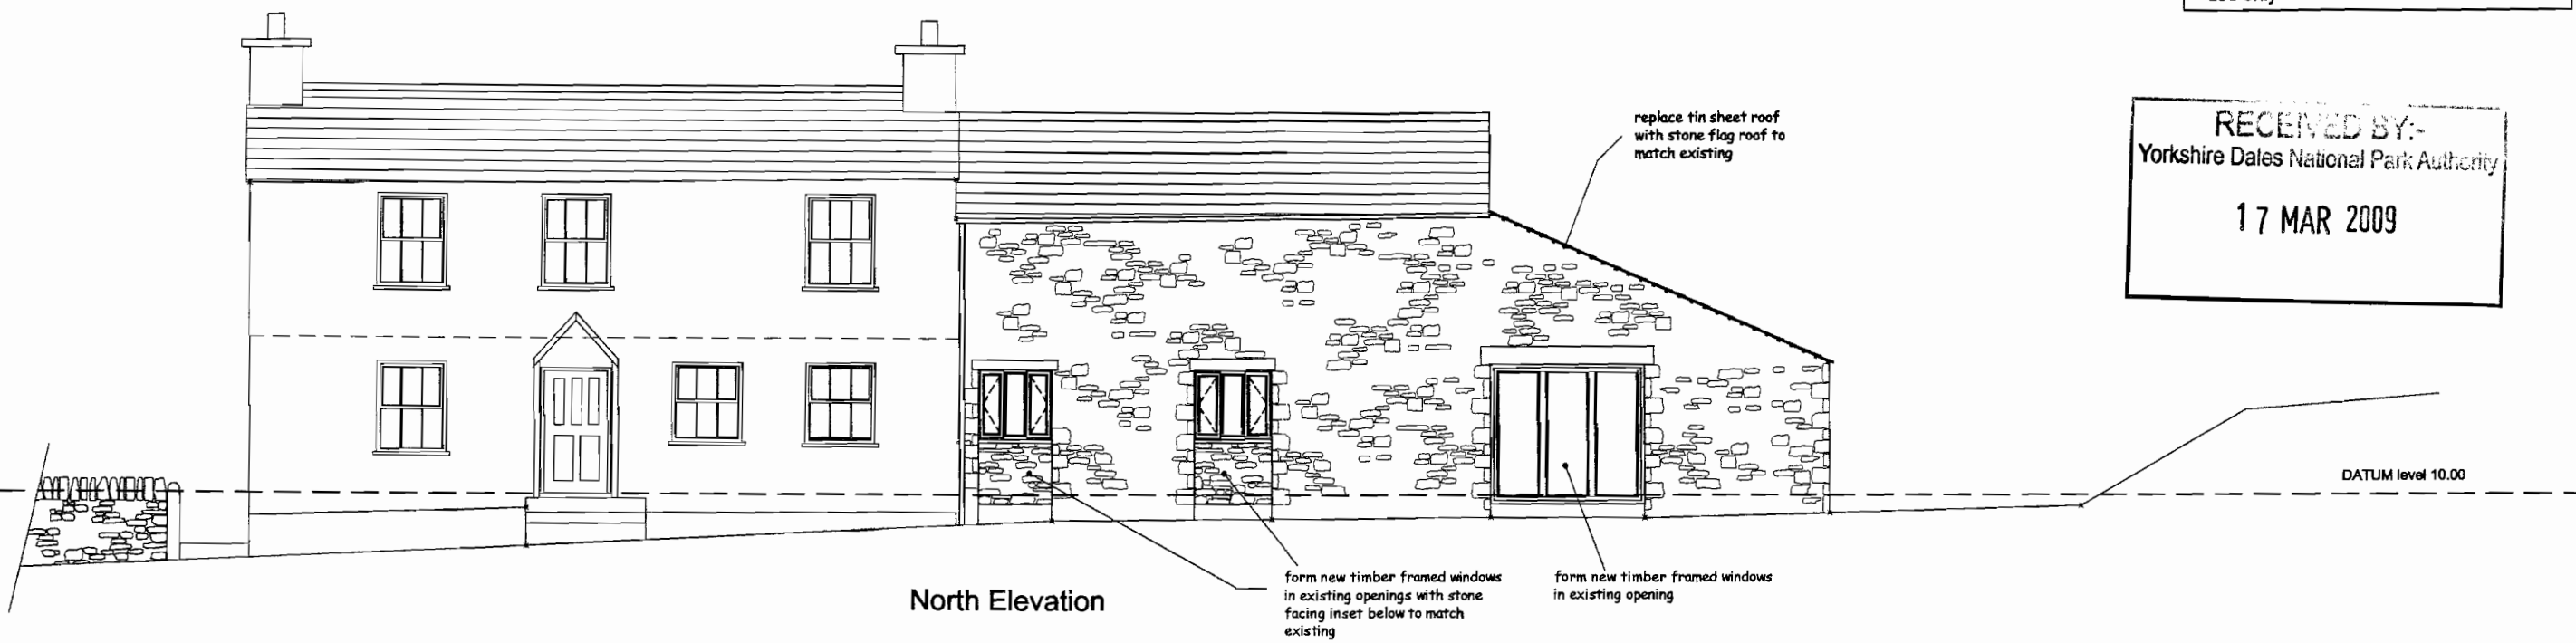 replace tin sheet roof
with stone flag roof to
match existing
RECEIVED BY:-
Yorkshire Dales National Park Authority
17 MAR 2009
DATUM level 10.00
form new timber framed windows
in existing openings with stone
facing inset below to match
existing
form new timber framed windows
in existing opening
North Elevation